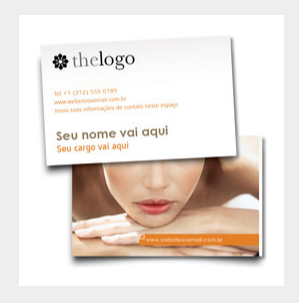 thelogo
Tel +1 (212) 555 0189
www.websiteouemail.com.br
Insira suas informações de contato neste espaço
Seu nome vai aqui
Seu cargo vai aqui
www.websiteouemail.com.br